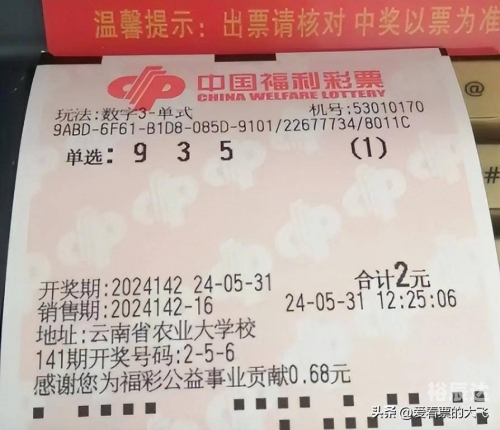 温馨提示: 出票请核对 中奖以票为准
中国福利彩票
CHINA WELFARE LOTTERY
玩法:数字3-单式 机号:53010170
9ABD-6F61-B1D8-085D-9101/22677734/8011C
单选: 9 3 5 (1)
开奖期:2024142 24-05-31 合计2元
销售期:2024142-16 24-05-31 12:25:06
地址:云南省农业大学校
141期开奖号码:2-5-6
感谢您为福彩公益事业贡献0.68元
@
#
裕辰达
头条 @爱看票的大飞